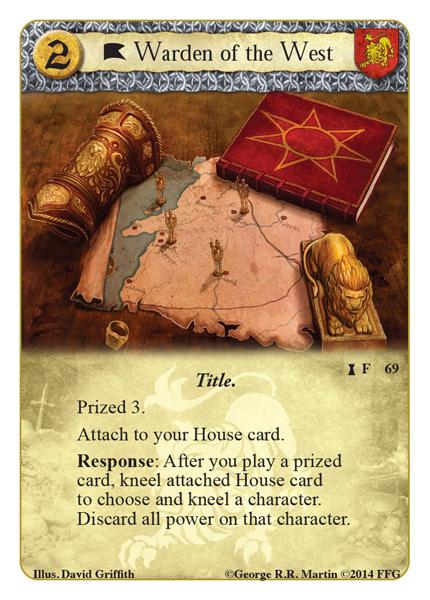 2 Warden of the West
F 69
Title.
Prized 3.
Attach to your House card.
Response: After you play a prized
card, kneel attached House card
to choose and kneel a character.
Discard all power on that character.
Illus. David Griffith ©George R.R. Martin ©2014 FFG